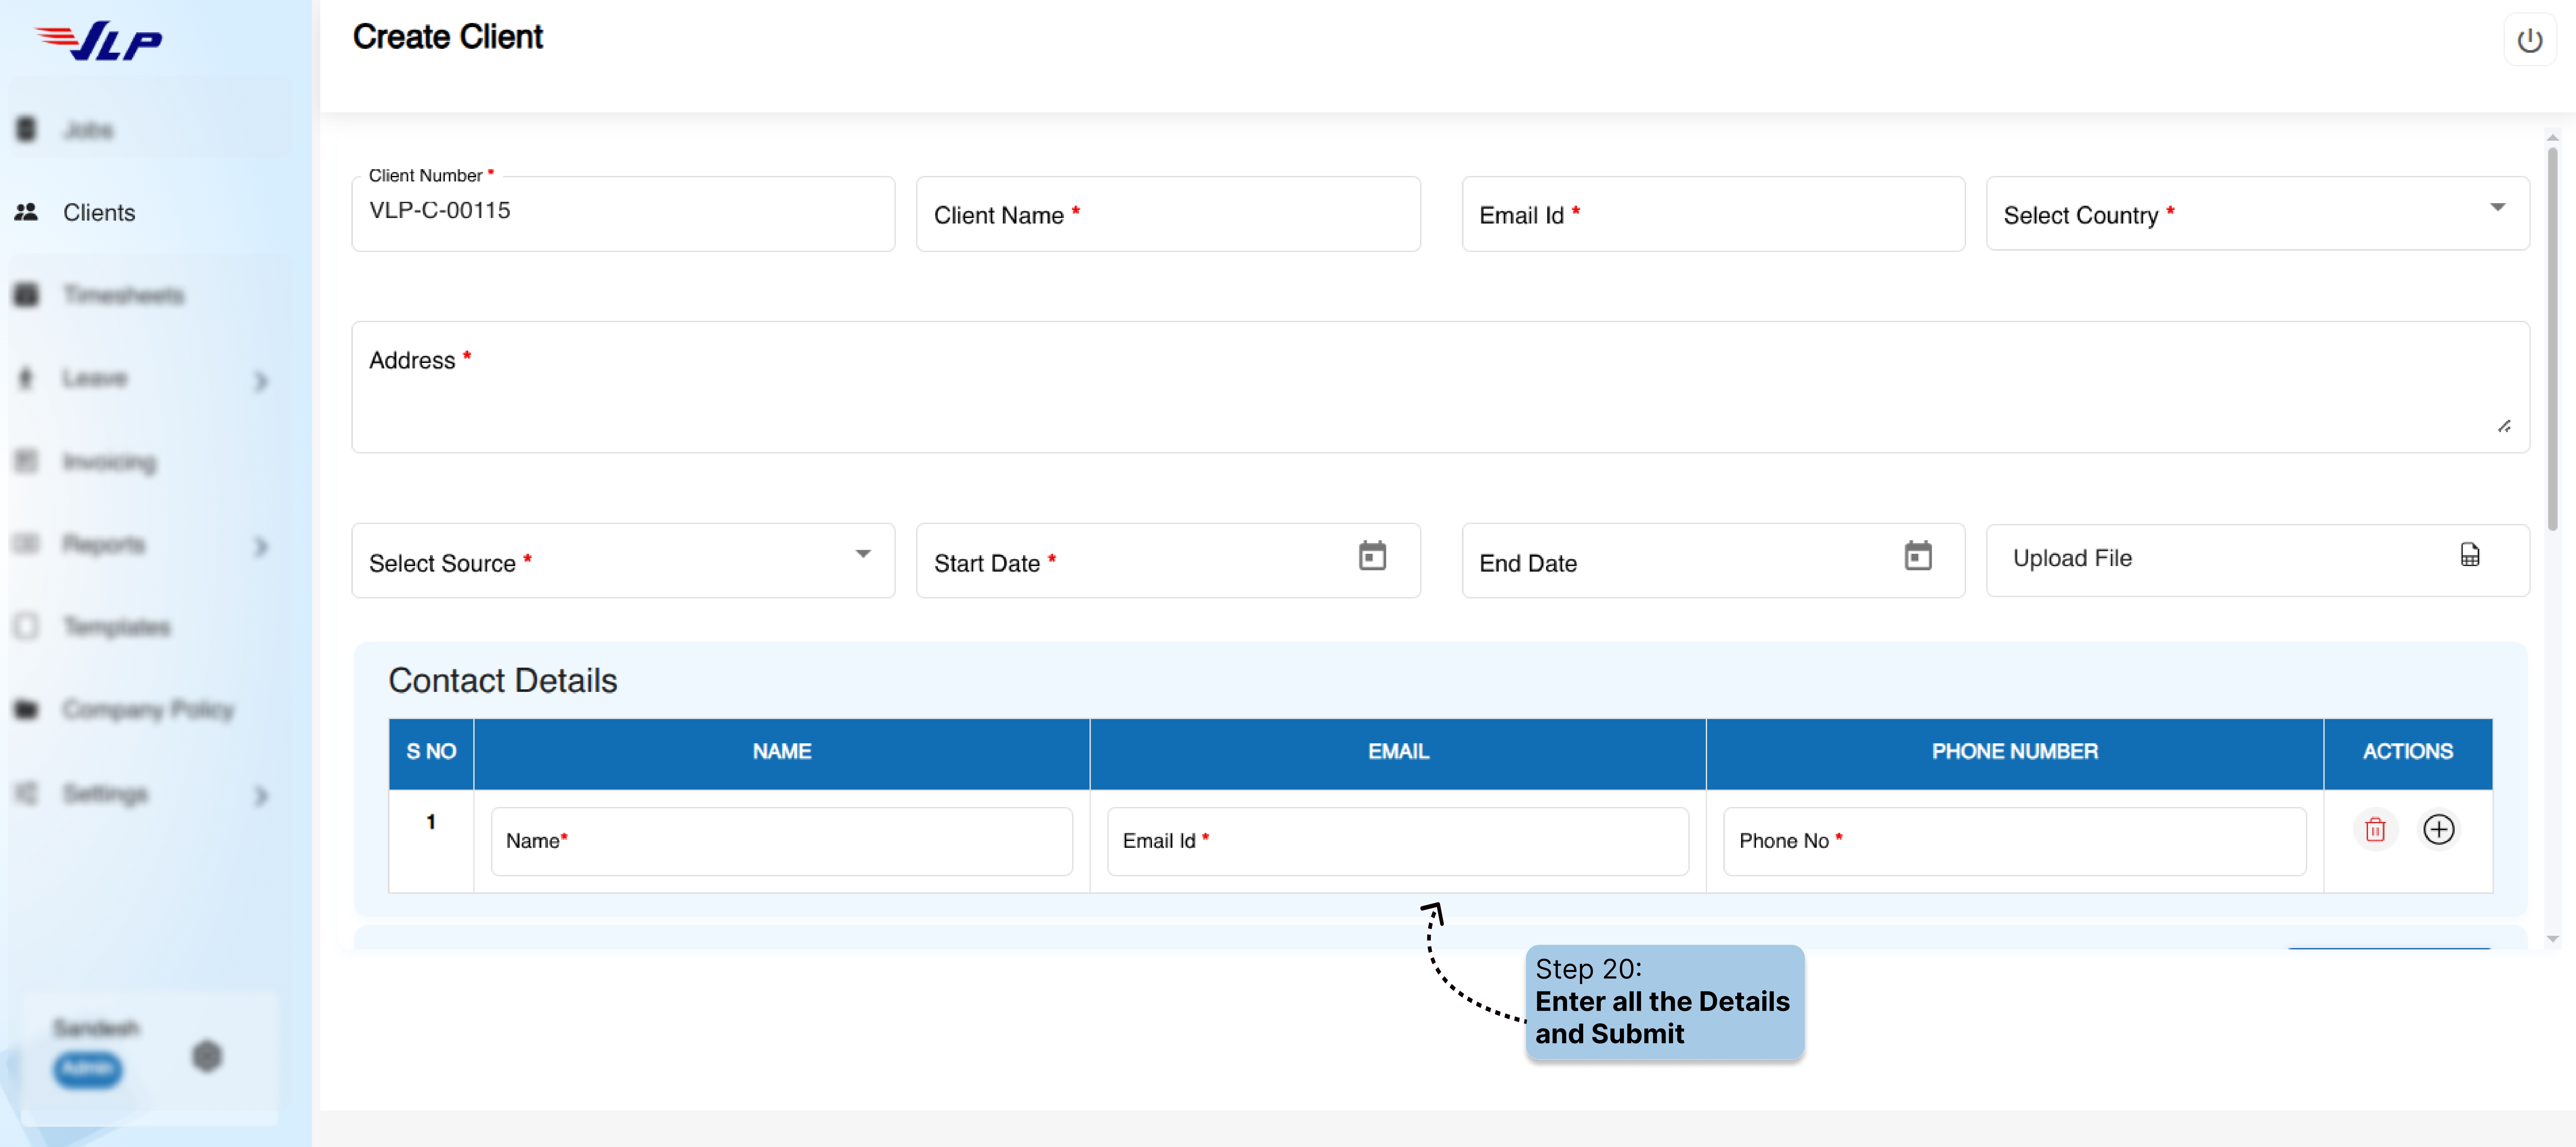 VLP
Create Client
Jobs
Clients
Timesheets
Leave
Invoicing
Reports
Templates
Company Policy
Settings
Sandesh
Admin
Client Number *
VLP-C-00115
Client Name *
Email Id *
Select Country *
Address *
Select Source *
Start Date *
End Date
Upload File
Contact Details
S NO NAME EMAIL PHONE NUMBER ACTIONS
1 Name* Email Id * Phone No *
Step 20:
Enter all the Details
and Submit